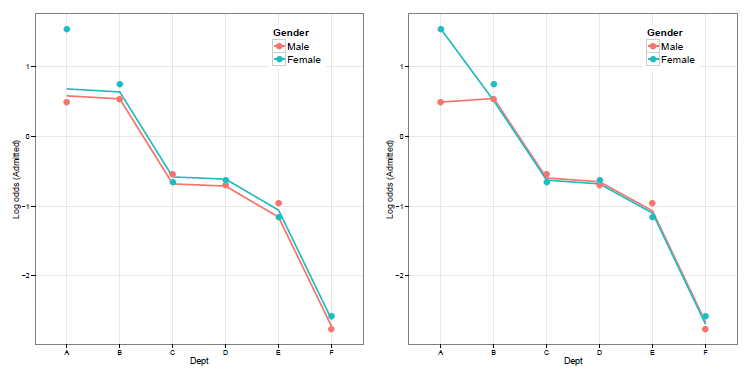 Gender
Male
Female
1
0
−1
−2
Log odds (Admitted)
A B C D E F
Dept
Gender
Male
Female
1
0
−1
−2
Log odds (Admitted)
A B C D E F
Dept